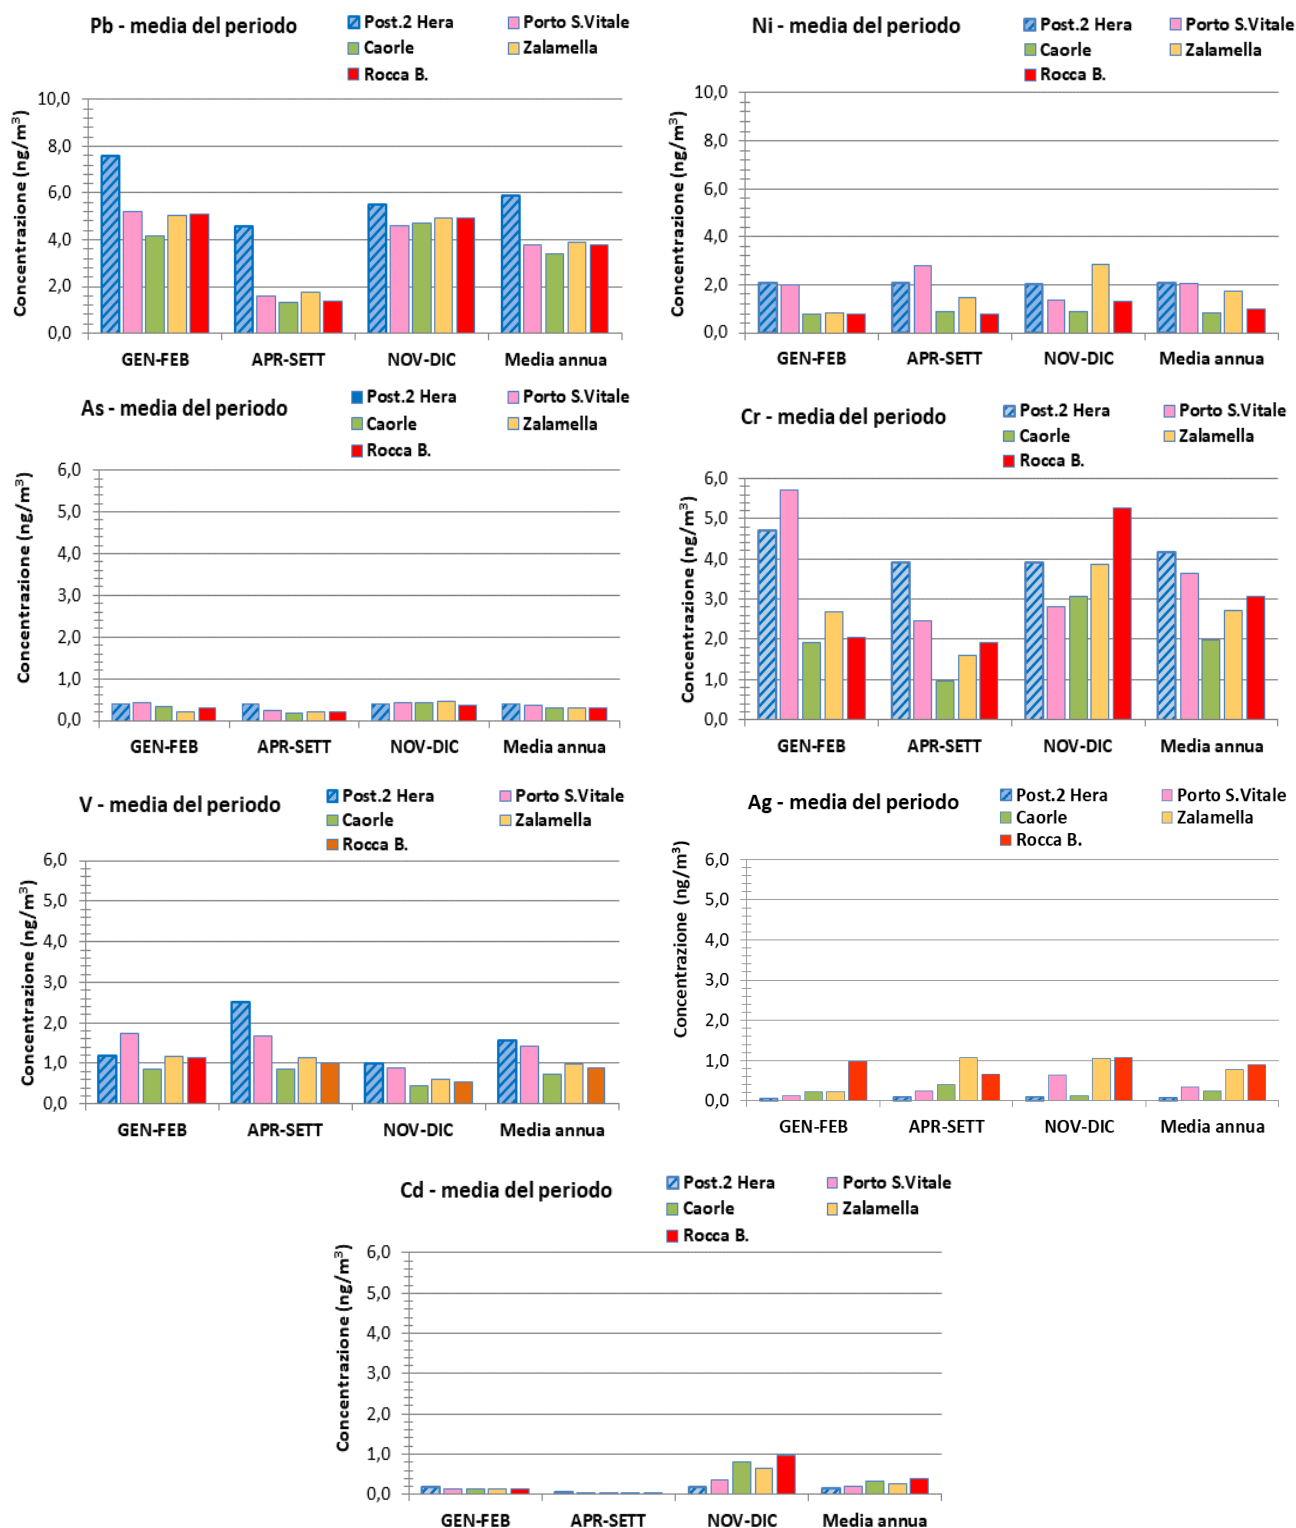 Pb - media del periodo
Post.2 Hera
Porto S.Vitale
Caorle
Zalamella
Rocca B.
Concentrazione (ng/m³)
10,0
8,0
6,0
4,0
2,0
0,0
GEN-FEB
APR-SETT
NOV-DIC
Media annua
Ni - media del periodo
Post.2 Hera
Porto S.Vitale
Caorle
Zalamella
Rocca B.
Concentrazione (ng/m³)
10,0
8,0
6,0
4,0
2,0
0,0
GEN-FEB
APR-SETT
NOV-DIC
Media annua
As - media del periodo
Post.2 Hera
Porto S.Vitale
Caorle
Zalamella
Rocca B.
Concentrazione (ng/m³)
6,0
5,0
4,0
3,0
2,0
1,0
0,0
GEN-FEB
APR-SETT
NOV-DIC
Media annua
Cr - media del periodo
Post.2 Hera
Porto S.Vitale
Caorle
Zalamella
Rocca B.
Concentrazione (ng/m³)
6,0
5,0
4,0
3,0
2,0
1,0
0,0
GEN-FEB
APR-SETT
NOV-DIC
Media annua
V - media del periodo
Post.2 Hera
Porto S.Vitale
Caorle
Zalamella
Rocca B.
Concentrazione (ng/m³)
6,0
5,0
4,0
3,0
2,0
1,0
0,0
GEN-FEB
APR-SETT
NOV-DIC
Media annua
Ag - media del periodo
Post.2 Hera
Porto S.Vitale
Caorle
Zalamella
Rocca B.
Concentrazione (ng/m³)
6,0
5,0
4,0
3,0
2,0
1,0
0,0
GEN-FEB
APR-SETT
NOV-DIC
Media annua
Cd - media del periodo
Post.2 Hera
Porto S.Vitale
Caorle
Zalamella
Rocca B.
Concentrazione (ng/m³)
6,0
5,0
4,0
3,0
2,0
1,0
0,0
GEN-FEB
APR-SETT
NOV-DIC
Media annua